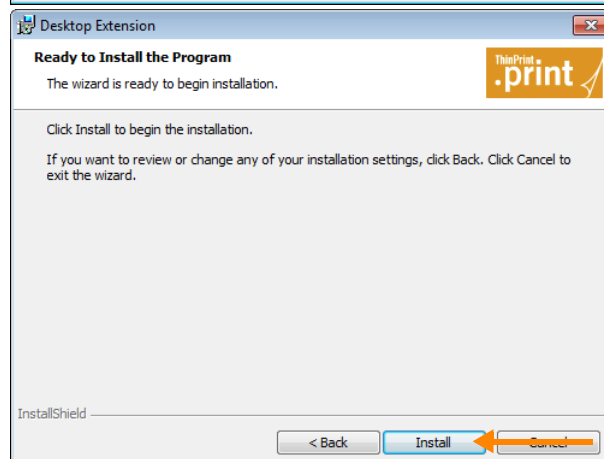 Desktop Extension
Ready to Install the Program
The wizard is ready to begin installation.
ThinPrint
.print
Click Install to begin the installation.
If you want to review or change any of your installation settings, click Back. Click Cancel to
exit the wizard.
InstallShield
< Back
Install
Cancel